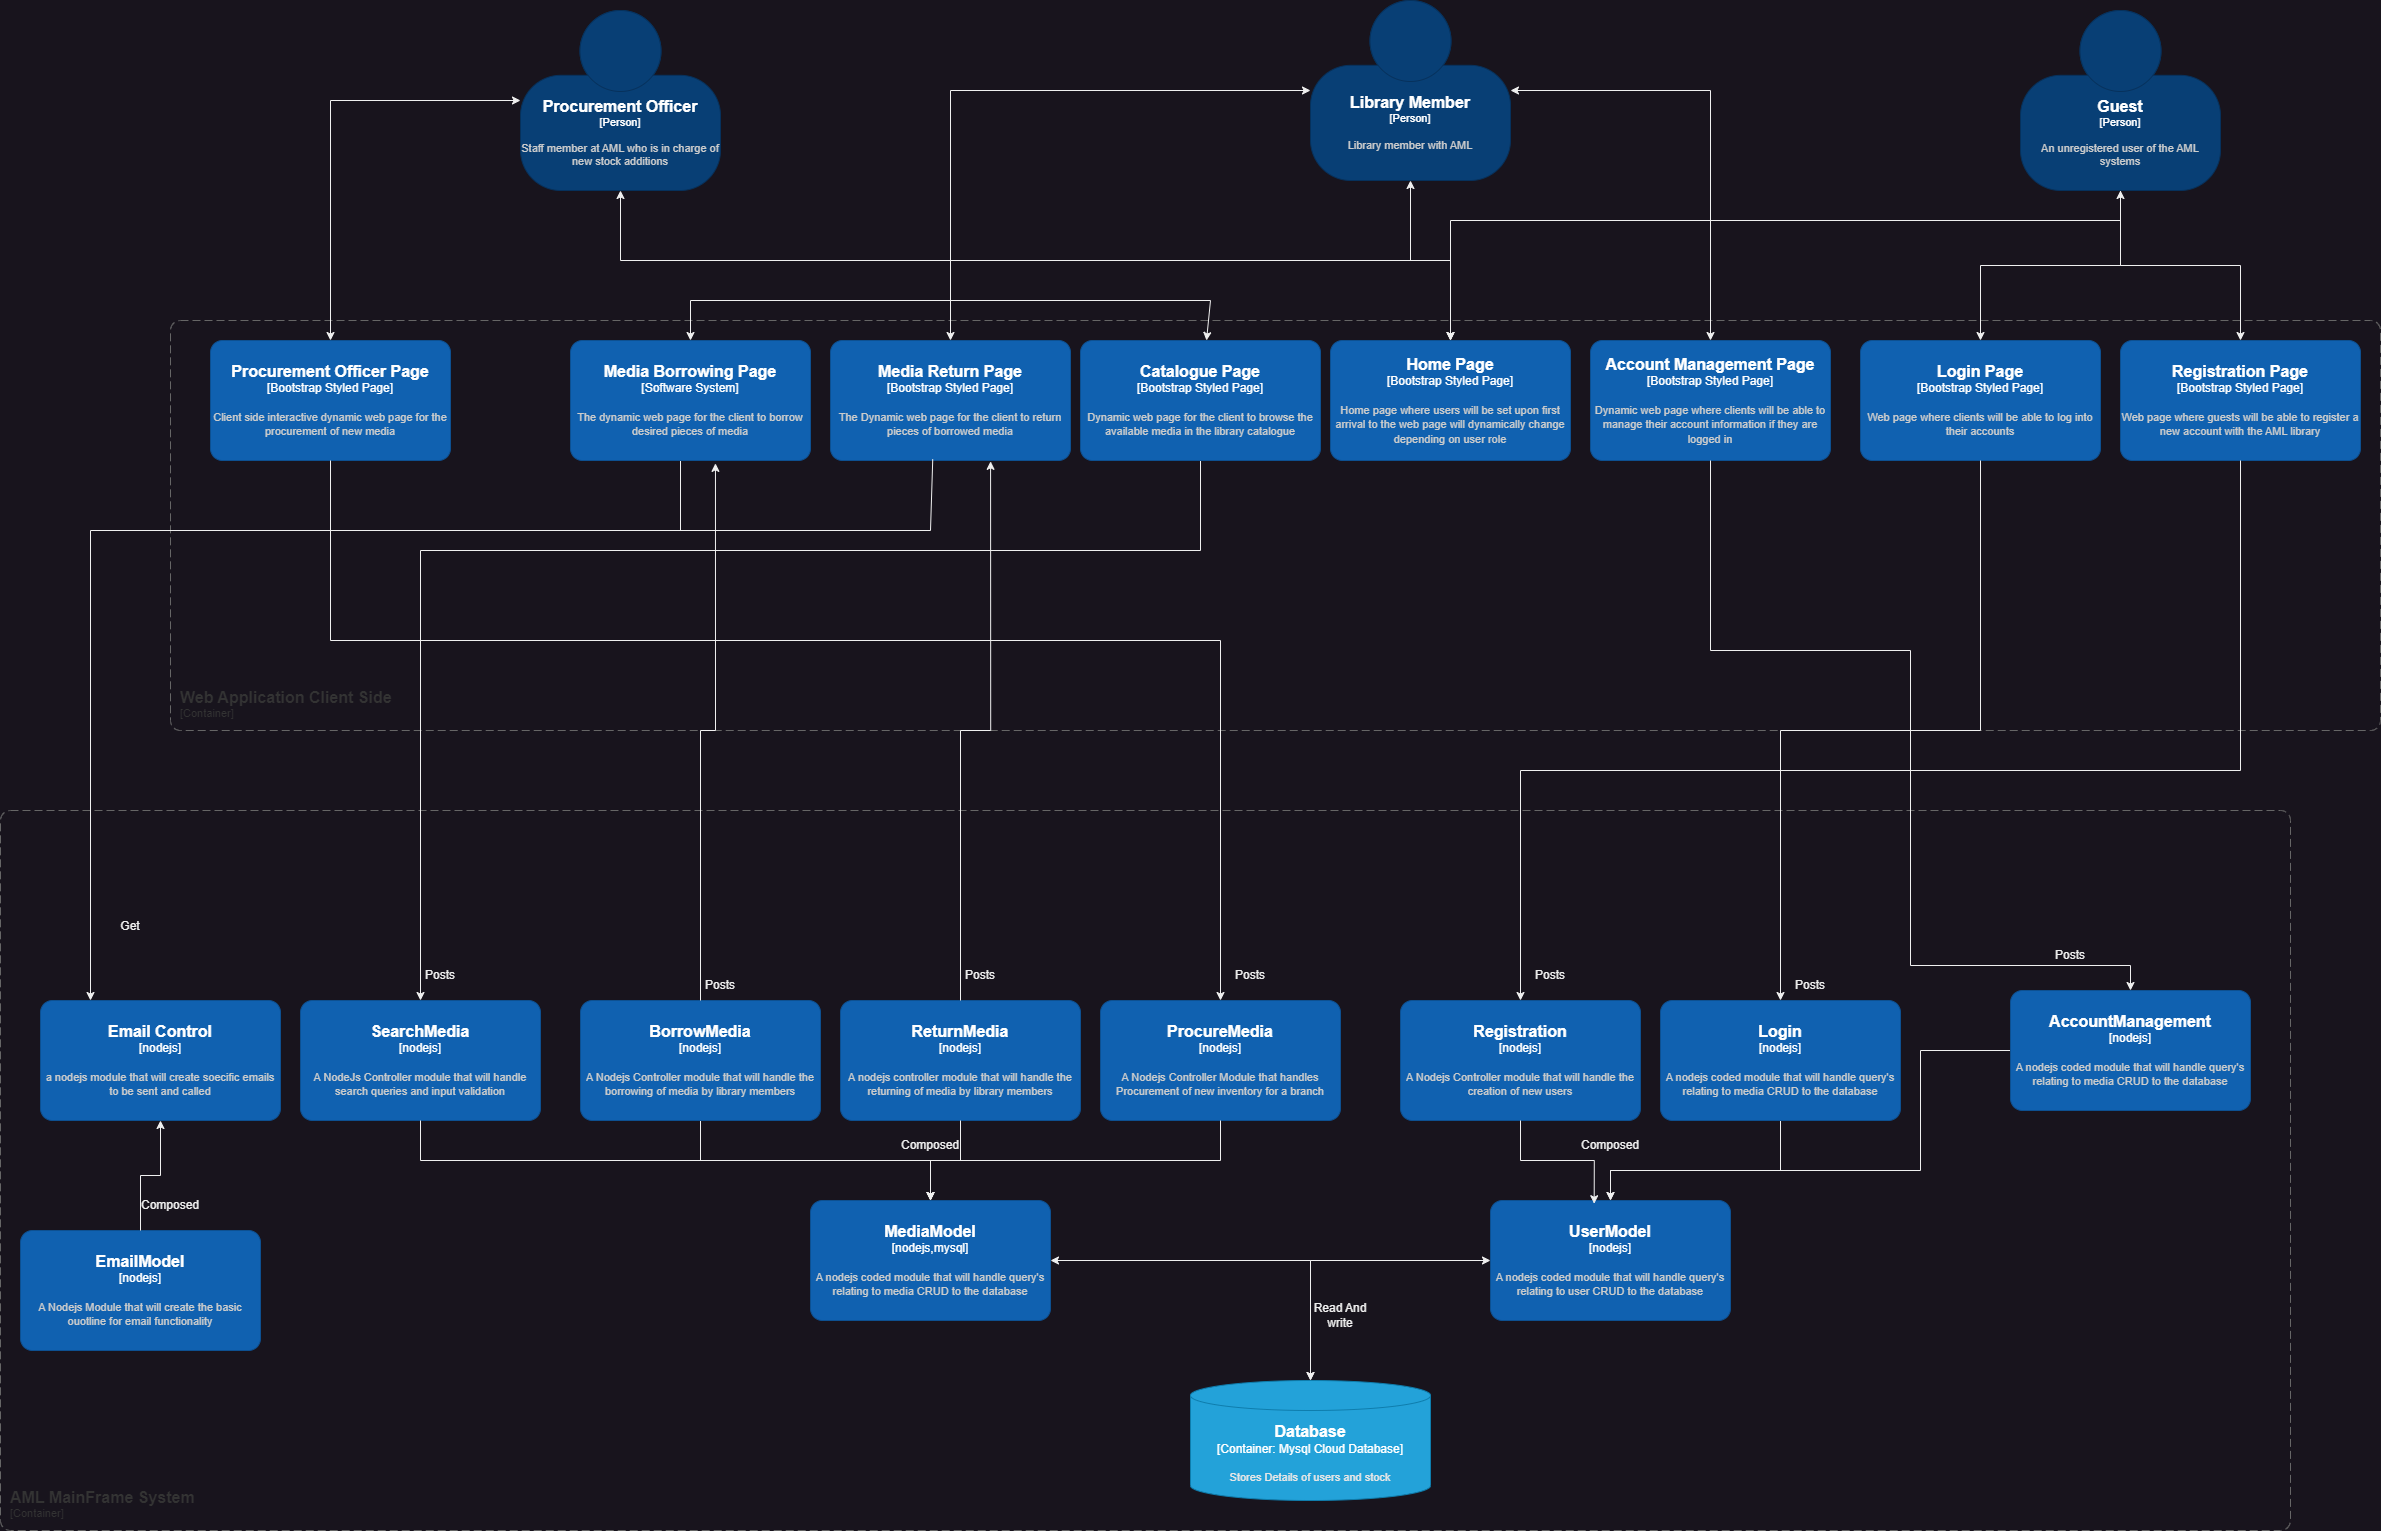 Procurement Officer
[Person]
Staff member at AML who is in charge of
new stock additions
Library Member
[Person]
Library member with AML
Guest
[Person]
An unregistered user of the AML
systems
Procurement Officer Page
[Bootstrap Styled Page]
Client side interactive dynamic web page for the
procurement of new media
Media Borrowing Page
[Software System]
The dynamic web page for the client to borrow
desired pieces of media
Media Return Page
[Bootstrap Styled Page]
The Dynamic web page for the client to return
pieces of borrowed media
Catalogue Page
[Bootstrap Styled Page]
Dynamic web page for the client to browse the
available media in the library catalogue
Home Page
[Bootstrap Styled Page]
Home page where users will be set upon first
arrival to the web page will dynamically change
depending on user role
Account Management Page
[Bootstrap Styled Page]
Dynamic web page where clients will be able to
manage their account information if they are
logged in
Login Page
[Bootstrap Styled Page]
Web page where clients will be able to log into
their accounts
Registration Page
[Bootstrap Styled Page]
Web page where guests will be able to register a
new account with the AML library
Web Application Client Side
[Container]
Get
Posts
Posts
Posts
Posts
Posts
Posts
Posts
Email Control
[nodejs]
a nodejs module that will create soecific emails
to be sent and called
SearchMedia
[nodejs]
A NodeJs Controller module that will handle
search queries and input validation
BorrowMedia
[nodejs]
A Nodejs Controller module that will handle the
borrowing of media by library members
ReturnMedia
[nodejs]
A nodejs controller module that will handle the
returning of media by library members
ProcureMedia
[nodejs]
A Nodejs Controller Module that handles
Procurement of new inventory for a branch
Registration
[nodejs]
A Nodejs Controller module that will handle the
creation of new users
Login
[nodejs]
A nodejs coded module that will handle query's
relating to media CRUD to the database
AccountManagement
[nodejs]
A nodejs coded module that will handle query's
relating to media CRUD to the database
Composed
Composed
Composed
EmailModel
[nodejs]
A Nodejs Module that will create the basic
ouotline for email functionality
MediaModel
[nodejs,mysql]
A nodejs coded module that will handle query's
relating to media CRUD to the database
UserModel
[nodejs]
A nodejs coded module that will handle query's
relating to user CRUD to the database
Read And
write
Database
[Container: Mysql Cloud Database]
Stores Details of users and stock
AML MainFrame System
[Container]